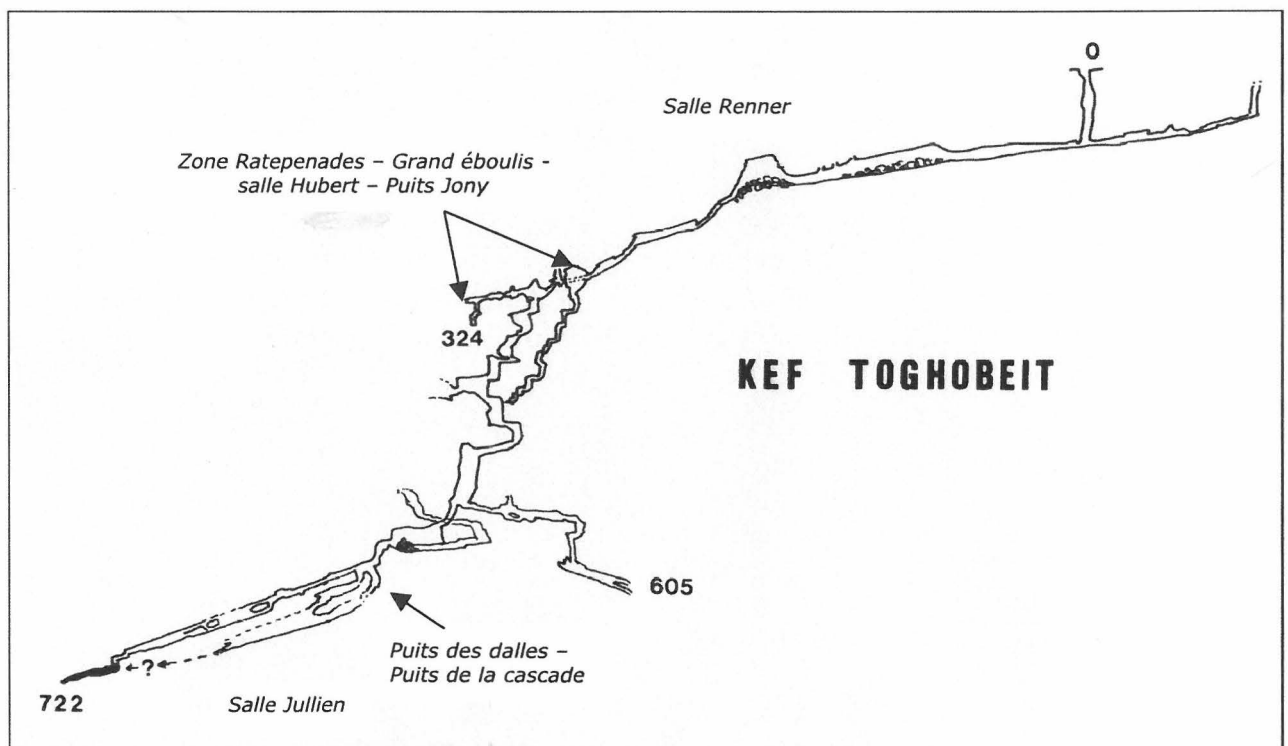 O
Salle Renner
Zone Ratepenades – Grand éboulis -
salle Hubert – Puits Jony
324
KEF TOGHOBEIT
605
Puits des dalles –
Puits de la cascade
?
722
Salle Jullien